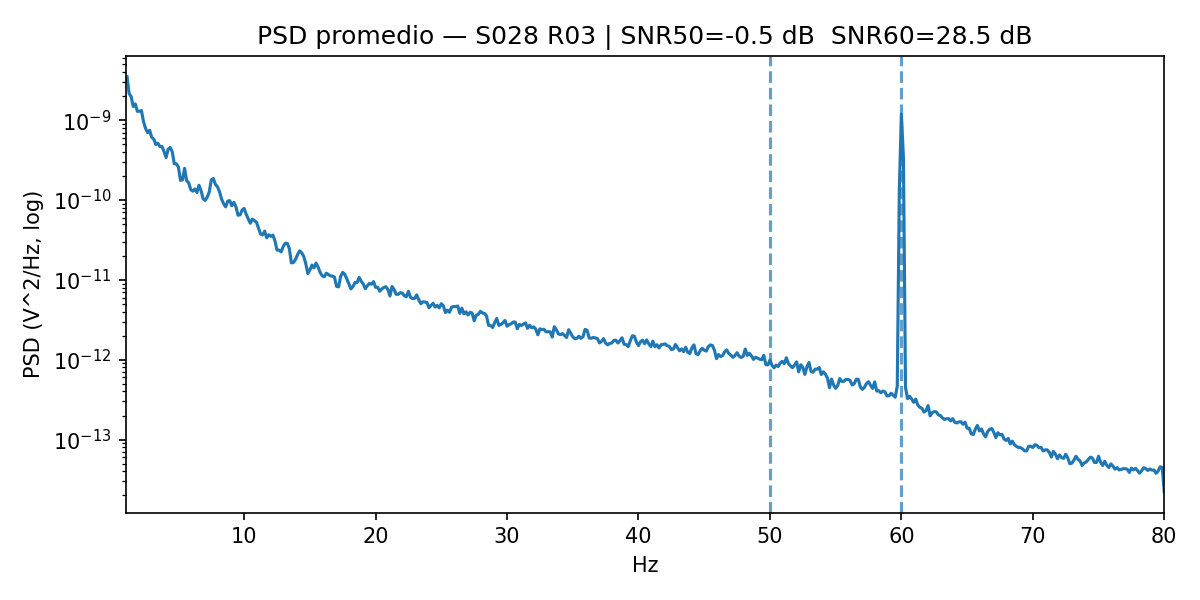 PSD promedio — S028 R03 | SNR50=-0.5 dB  SNR60=28.5 dB
PSD (V^2/Hz, log)
10⁻⁹
10⁻¹⁰
10⁻¹¹
10⁻¹²
10⁻¹³
10 20 30 40 50 60 70 80
Hz